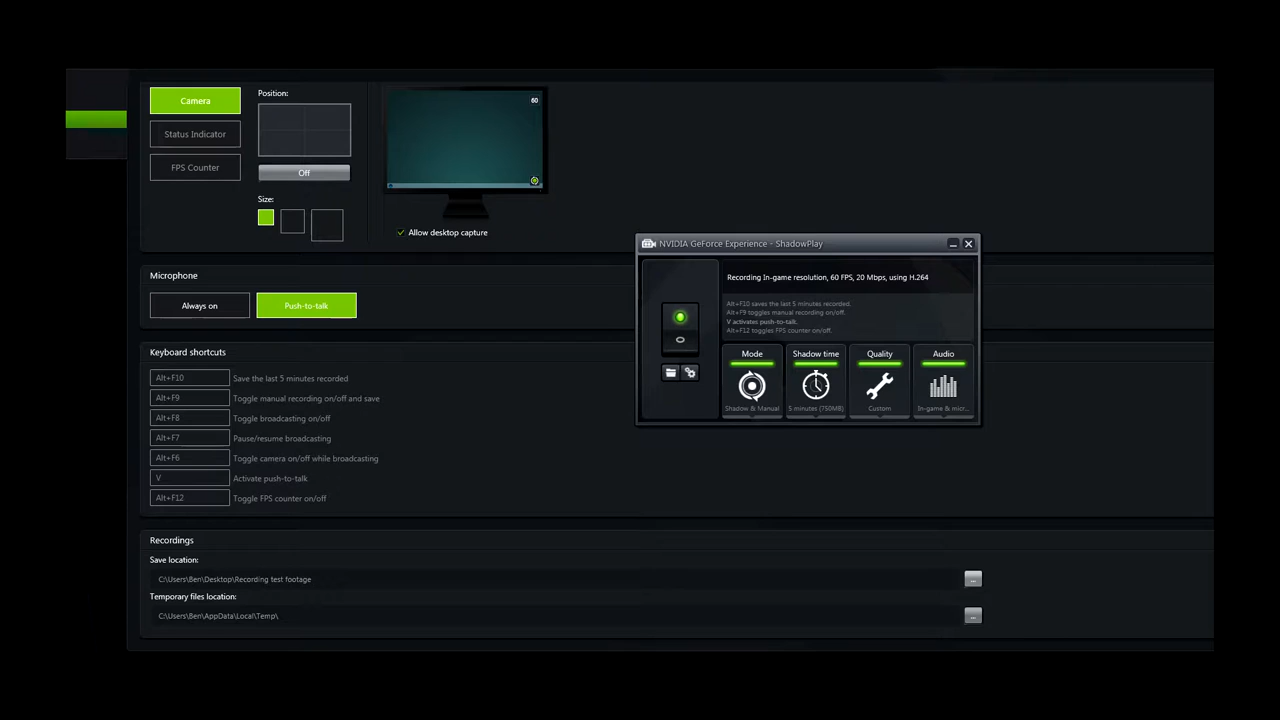 Camera
Status Indicator
FPS Counter
Position:
Off
Size:
60
Allow desktop capture
Microphone
Always on
Push-to-talk
Keyboard shortcuts
Alt+F10 Save the last 5 minutes recorded
Alt+F9 Toggle manual recording on/off and save
Alt+F8 Toggle broadcasting on/off
Alt+F7 Pause/resume broadcasting
Alt+F6 Toggle camera on/off while broadcasting
V Activate push-to-talk
Alt+F12 Toggle FPS counter on/off
Recordings
Save location:
C:\Users\Ben\Desktop\Recording test footage
...
Temporary files location:
C:\Users\Ben\AppData\Local\Temp\
...
NVIDIA GeForce Experience - ShadowPlay
Recording In-game resolution, 60 FPS, 20 Mbps, using H.264
Alt+F10 saves the last 5 minutes recorded.
Alt+F9 toggles manual recording on/off.
V activates push-to-talk.
Alt+F12 toggles FPS counter on/off.
Mode
Shadow & Manual
Shadow time
5 minutes (750MB)
Quality
Custom
Audio
In-game & micr...